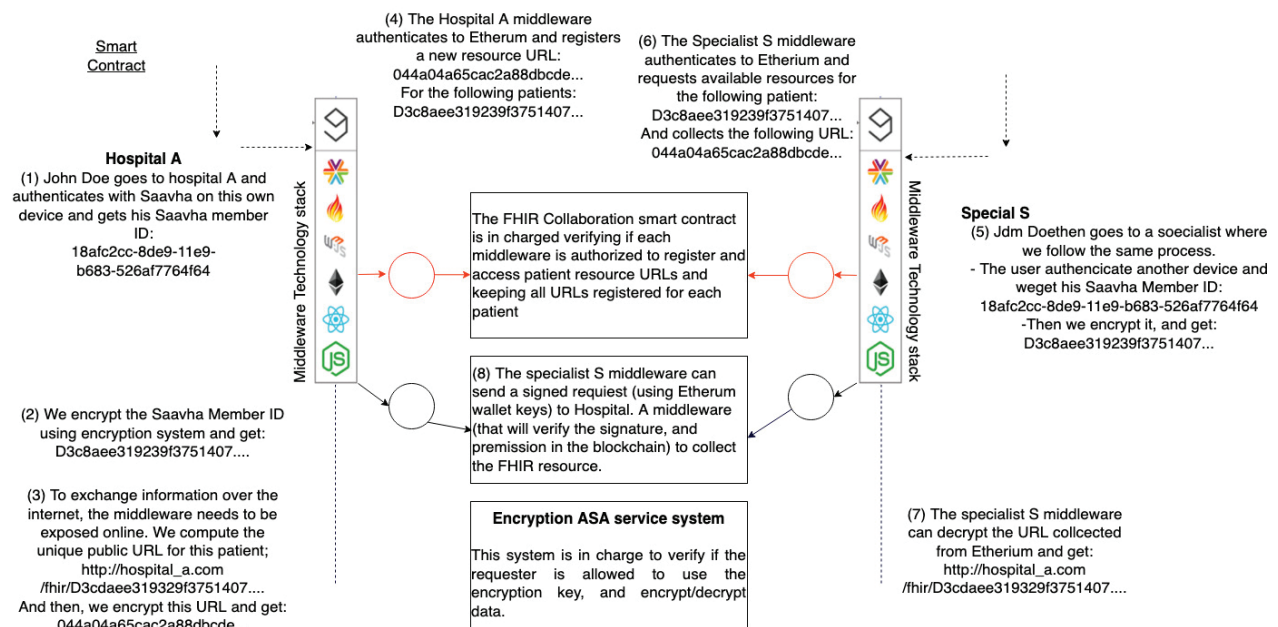 Smart
Contract
(4) The Hospital A middleware
authenticates to Etherum and registers
a new resource URL:
044a04a65cac2a88dbcde...
For the following patients:
D3c8aee319239f3751407...
(6) The Specialist S middleware
authenticates to Etherium and
requests available resources for
the following patient:
D3c8aee319239f3751407...
And collects the following URL:
044a04a65cac2a88dbcde...
Hospital A
(1) John Doe goes to hospital A and
authenticates with Saavha on this own
device and gets his Saavha member
ID:
18afc2cc-8de9-11e9-
b683-526af7764f64
Middleware Technology stack
W3JS
JS
The FHIR Collaboration smart contract
is in charged verifying if each
middleware is authorized to register and
access patient resource URLs and
keeping all URLs registered for each
patient
W3JS
JS
Middleware Technology stack
Special S
(5) Jdm Doethen goes to a soecialist where
we follow the same process.
- The user authencicate another device and
weget his Saavha Member ID:
18afc2cc-8de9-11e9-b683-526af7764f64
-Then we encrypt it, and get:
D3c8aee319239f3751407...
(2) We encrypt the Saavha Member ID
using encryption system and get:
D3c8aee319239f3751407....
(8) The specialist S middleware can
send a signed requiest (using Etherum
wallet keys) to Hospital. A middleware
(that will verify the signature, and
premission in the blockchain) to collect
the FHIR resource.
(3) To exchange information over the
internet, the middleware needs to be
exposed online. We compute the
unique public URL for this patient;
http://hospital_a.com
/fhir/D3cdaee319329f3751407....
And then, we encrypt this URL and get:
044a04a65cac2a88dbcde
Encryption ASA service system
This system is in charge to verify if the
requester is allowed to use the
encryption key, and encrypt/decrypt
data.
(7) The specialist S middleware
can decrypt the URL colcected
from Etherium and get:
http://hospital_a.com
/fhir/D3cdaee319329f3751407....